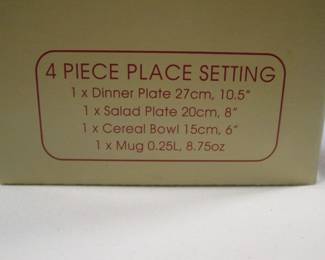 4 PIECE PLACE SETTING
1 x Dinner Plate 27cm, 10.5"
1 x Salad Plate 20cm, 8"
1 x Cereal Bowl 15cm, 6"
1 x Mug 0.25L, 8.75oz